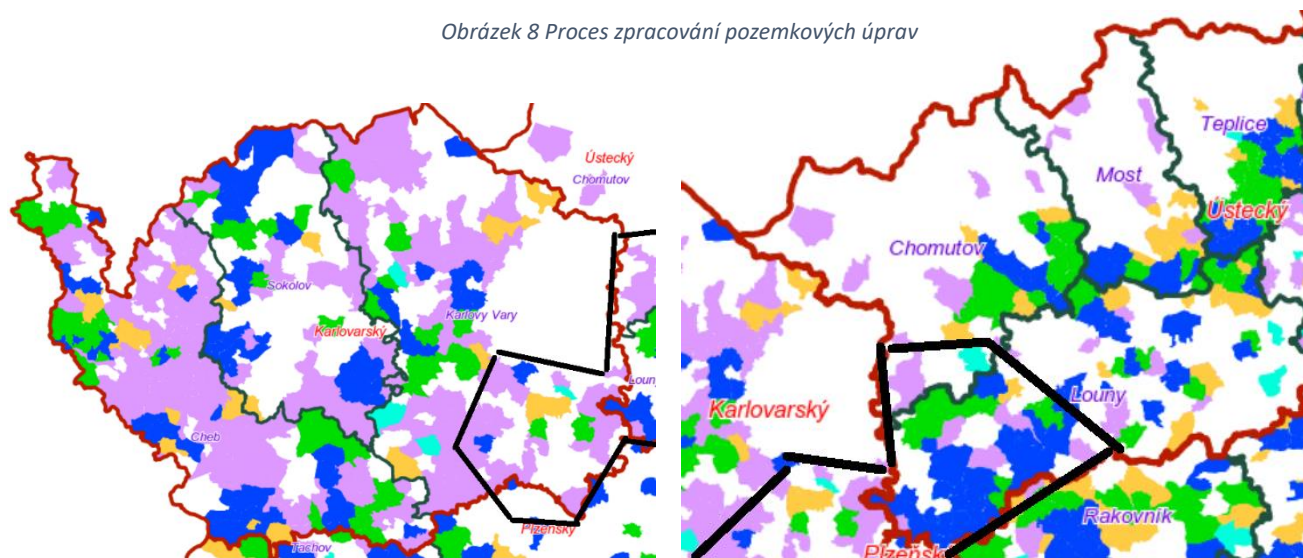 Obrázek 8 Proces zpracování pozemkových úprav
Ústecký
Chomutov
Sokolov
Karlovy Vary
Karlovarský
Louny
Cheb
Plzeňský
Tachov
Teplice
Most
Ústecký
Chomutov
Louny
Karlovarský
Rakovník
Plzeňsk